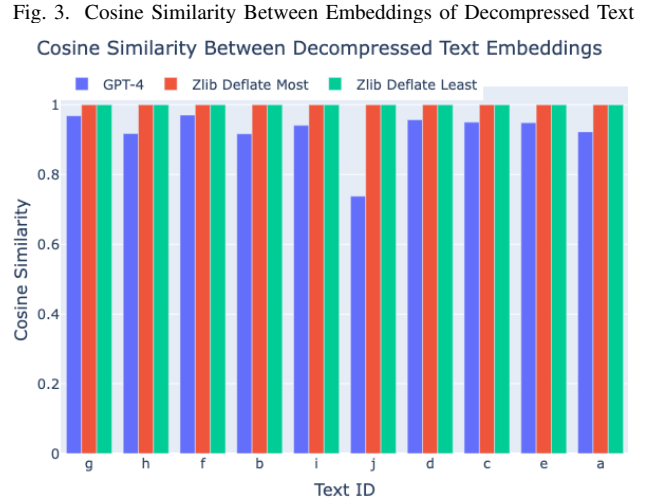 Fig. 3. Cosine Similarity Between Embeddings of Decompressed Text
Cosine Similarity Between Decompressed Text Embeddings
GPT-4 Zlib Deflate Most Zlib Deflate Least
1
0.8
0.6
0.4
0.2
0
Cosine Similarity
g h f b i j d c e a
Text ID